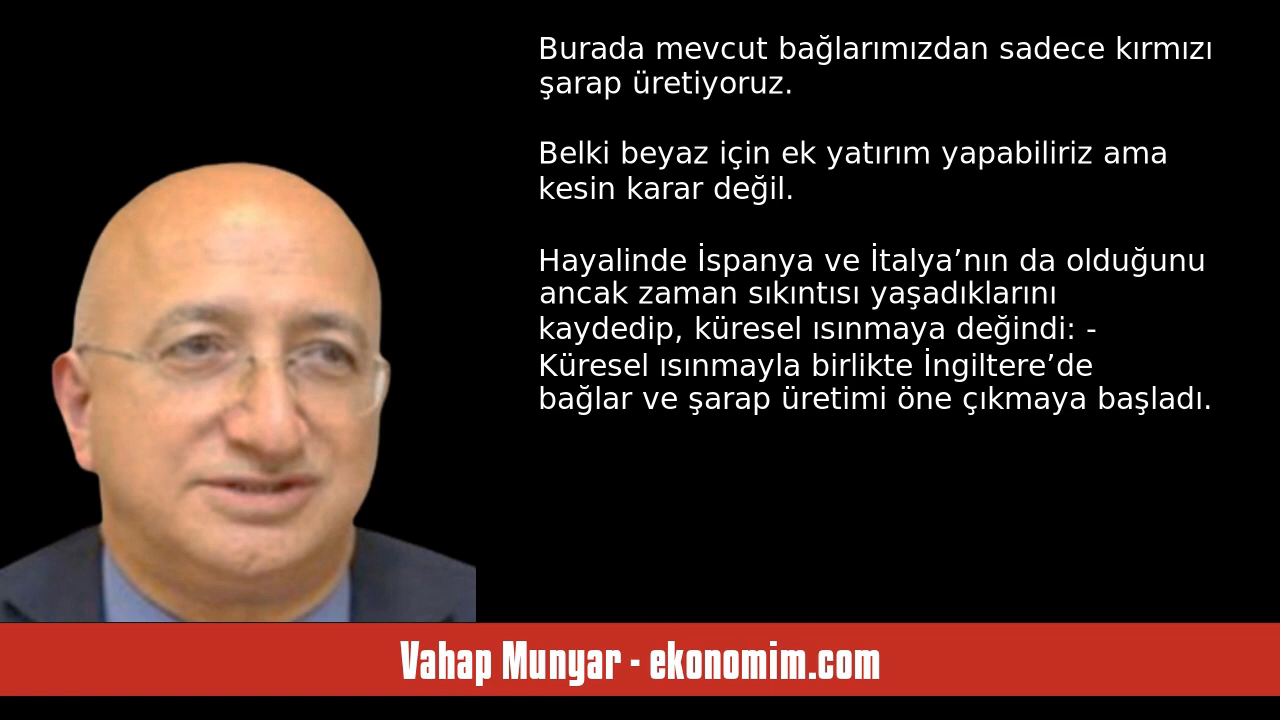 Burada mevcut bağlarımızdan sadece kırmızı
şarap üretiyoruz.
Belki beyaz için ek yatırım yapabiliriz ama
kesin karar değil.
Hayalinde İspanya ve İtalya’nın da olduğunu
ancak zaman sıkıntısı yaşadıklarını
kaydedip, küresel ısınmaya değindi: -
Küresel ısınmayla birlikte İngiltere’de
bağlar ve şarap üretimi öne çıkmaya başladı.
Vahap Munyar - ekonomim.com